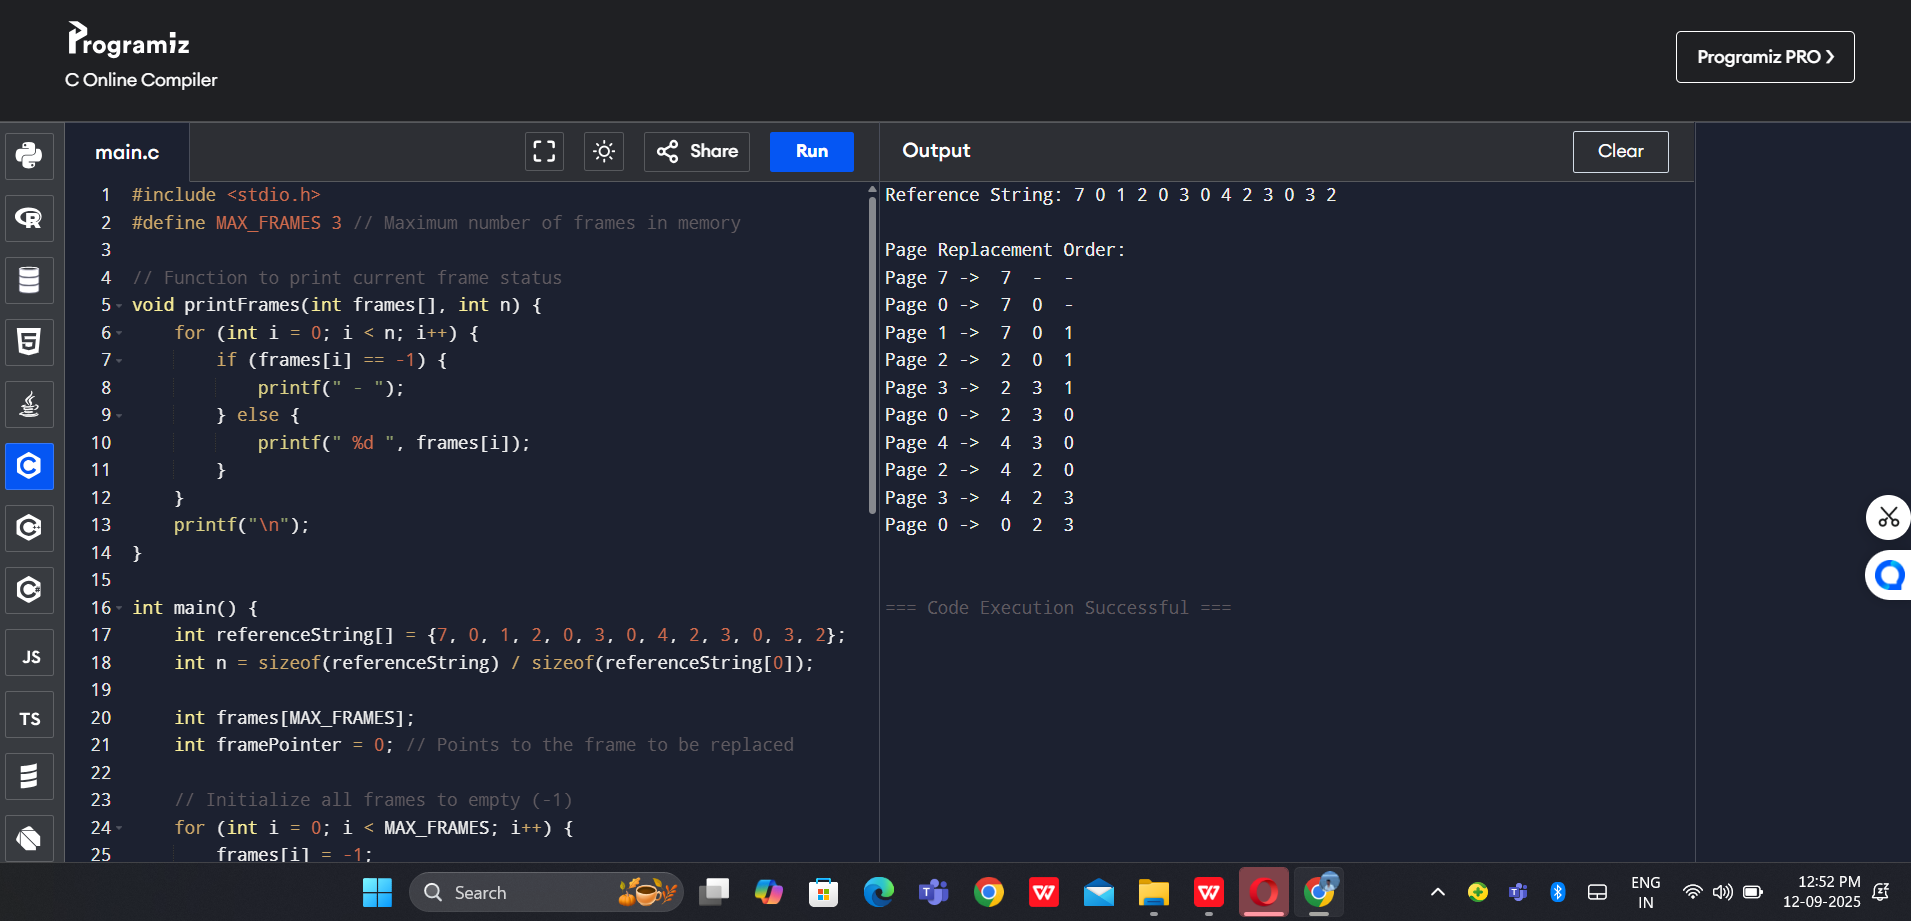 Programiz
C Online Compiler
Programiz PRO ❯
main.c
Share
Run
Output
Clear
1 #include <stdio.h>
2 #define MAX_FRAMES 3 // Maximum number of frames in memory
3
4 // Function to print current frame status
5 void printFrames(int frames[], int n) {
6     for (int i = 0; i < n; i++) {
7         if (frames[i] == -1) {
8             printf(" - ");
9         } else {
10             printf(" %d ", frames[i]);
11         }
12     }
13     printf("\n");
14 }
15
16 int main() {
17     int referenceString[] = {7, 0, 1, 2, 0, 3, 0, 4, 2, 3, 0, 3, 2};
18     int n = sizeof(referenceString) / sizeof(referenceString[0]);
19
20     int frames[MAX_FRAMES];
21     int framePointer = 0; // Points to the frame to be replaced
22
23     // Initialize all frames to empty (-1)
24     for (int i = 0; i < MAX_FRAMES; i++) {
25         frames[i] = -1;
Reference String: 7 0 1 2 0 3 0 4 2 3 0 3 2
Page Replacement Order:
Page 7 ->  7  -  -
Page 0 ->  7  0  -
Page 1 ->  7  0  1
Page 2 ->  2  0  1
Page 3 ->  2  3  1
Page 0 ->  2  3  0
Page 4 ->  4  3  0
Page 2 ->  4  2  0
Page 3 ->  4  2  3
Page 0 ->  0  2  3
=== Code Execution Successful ===
JS
TS
Search
ENG
IN
12:52 PM
12-09-2025